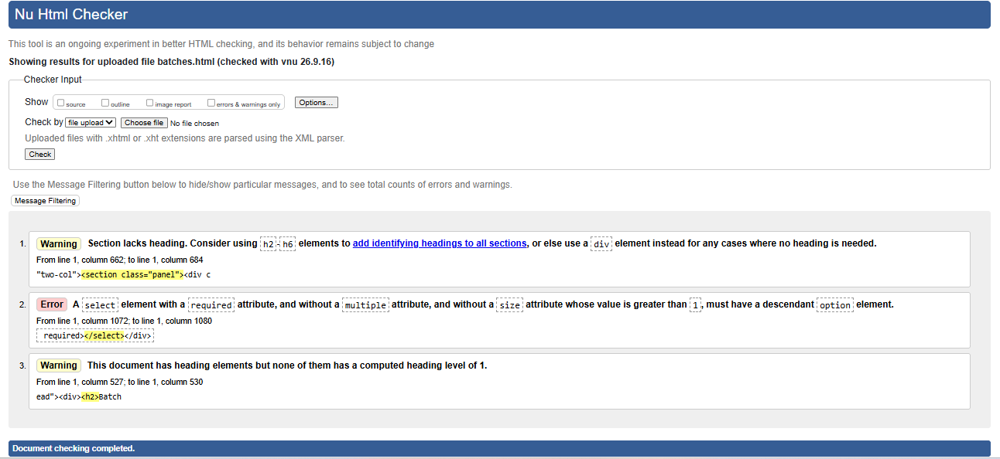 Nu Html Checker
This tool is an ongoing experiment in better HTML checking, and its behavior remains subject to change
Showing results for uploaded file batches.html (checked with vnu 26.9.16)
Checker Input
Show source outline image report errors & warnings only Options...
Check by file upload Choose file No file chosen
Uploaded files with .xhtml or .xht extensions are parsed using the XML parser.
Check
Use the Message Filtering button below to hide/show particular messages, and to see total counts of errors and warnings.
Message Filtering
1. Warning Section lacks heading. Consider using h2-h6 elements to add identifying headings to all sections, or else use a div element instead for any cases where no heading is needed.
From line 1, column 662; to line 1, column 684
"two-col"><section class="panel"><div c
2. Error A select element with a required attribute, and without a multiple attribute, and without a size attribute whose value is greater than 1, must have a descendant option element.
From line 1, column 1072; to line 1, column 1080
required></select></div>
3. Warning This document has heading elements but none of them has a computed heading level of 1.
From line 1, column 527; to line 1, column 530
ead"><div><h2>Batch
Document checking completed.